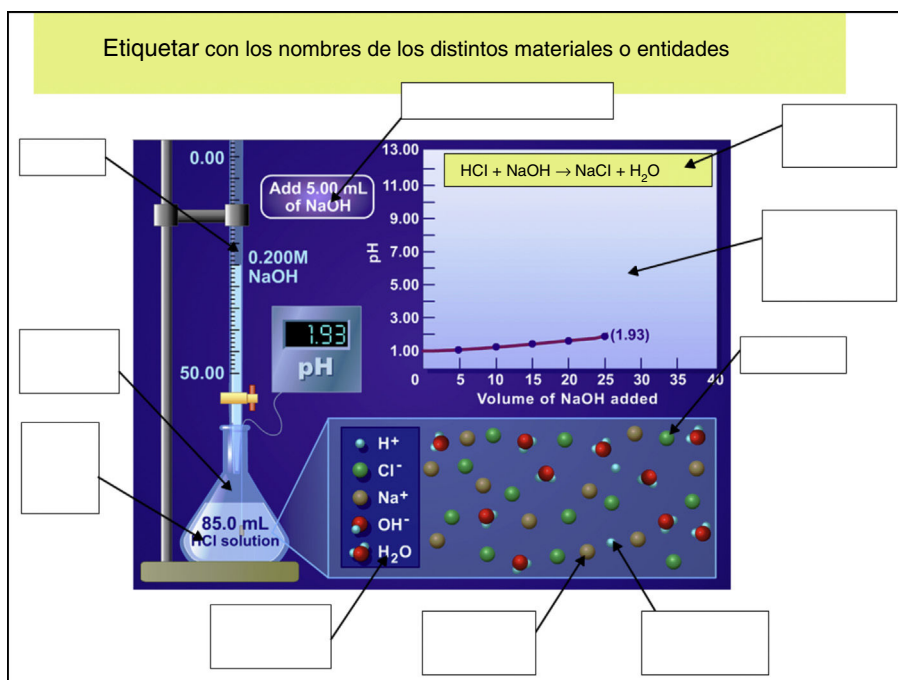 Etiquetar con los nombres de los distintos materiales o entidades
0.00
Add 5.00 mL
of NaOH
0.200M
NaOH
1.93
pH
50.00
85.0 mL
HCl solution
13.00
11.00
9.00
7.00
5.00
3.00
1.00
pH
HCl + NaOH → NaCl + H₂O
(1.93)
0 5 10 15 20 25 30 35 40
Volume of NaOH added
H⁺
Cl⁻
Na⁺
OH⁻
H₂O